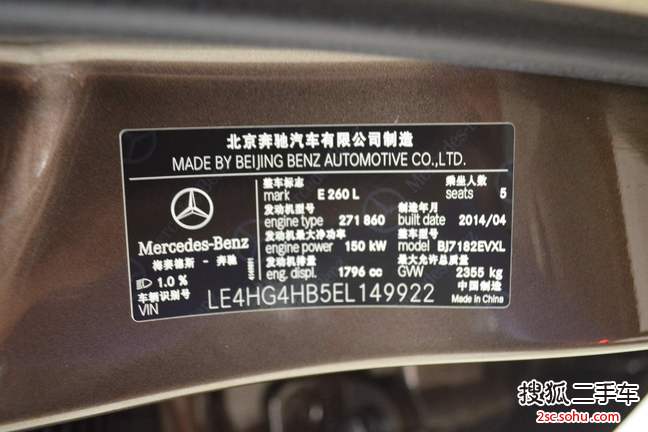 北京奔驰汽车有限公司制造
MADE BY BEIJING BENZ AUTOMOTIVE CO.,LTD.
整车标志 乘坐人数
mark E 260 L seats 5
发动机型号 制造年月
engine type 271 860 built date 2014/04
发动机最大净功率 整车型号
engine power 150 kW model BJ7182EVXL
发动机排量 最大允许总质量
eng. displ. 1796 cc GVW 2355 kg
Mercedes-Benz
梅赛德斯 - 奔驰
1.0 %
车辆识别号 中国制造
VIN LE4HG4HB5EL149922 Made in China
搜狐二手车
2sc.sohu.com